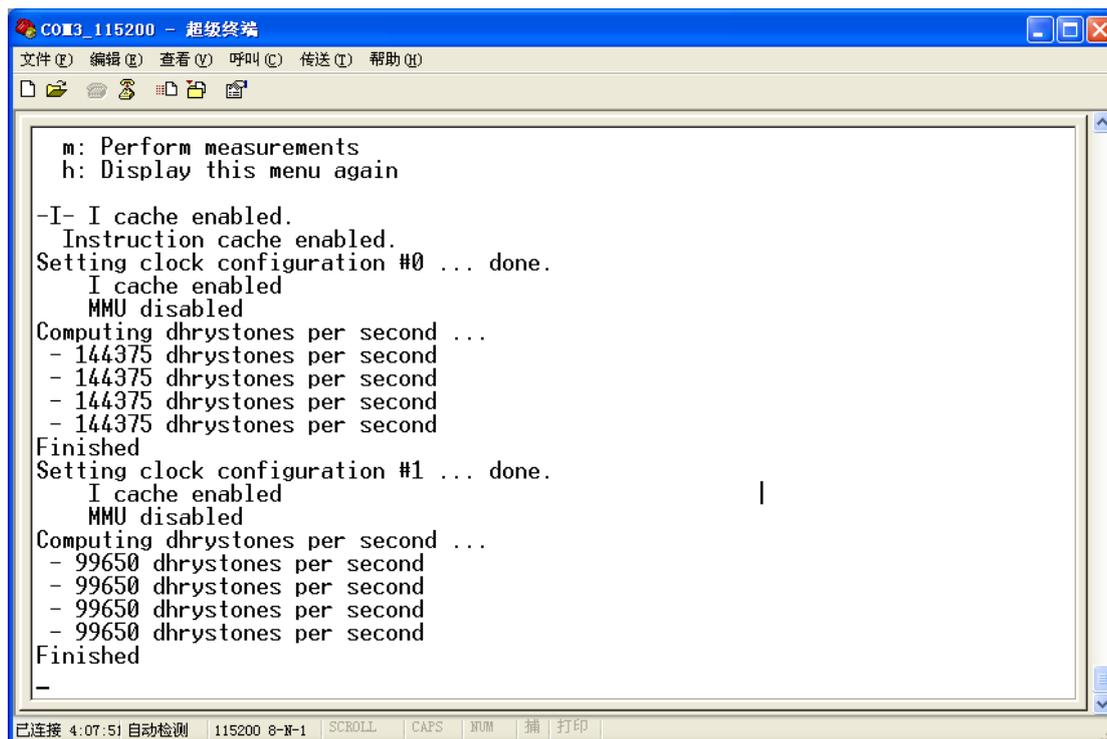 COM3_115200 - 超级终端
文件(F) 编辑(E) 查看(V) 呼叫(C) 传送(T) 帮助(H)
m: Perform measurements
h: Display this menu again
-I- I cache enabled.
Instruction cache enabled.
Setting clock configuration #0 ... done.
I cache enabled
MMU disabled
Computing dhrystones per second ...
- 144375 dhrystones per second
- 144375 dhrystones per second
- 144375 dhrystones per second
- 144375 dhrystones per second
Finished
Setting clock configuration #1 ... done.
I cache enabled
MMU disabled
Computing dhrystones per second ...
- 99650 dhrystones per second
- 99650 dhrystones per second
- 99650 dhrystones per second
- 99650 dhrystones per second
Finished
已连接 4:07:51 自动检测 115200 8-N-1 SCROLL CAPS NUM 捕 打印